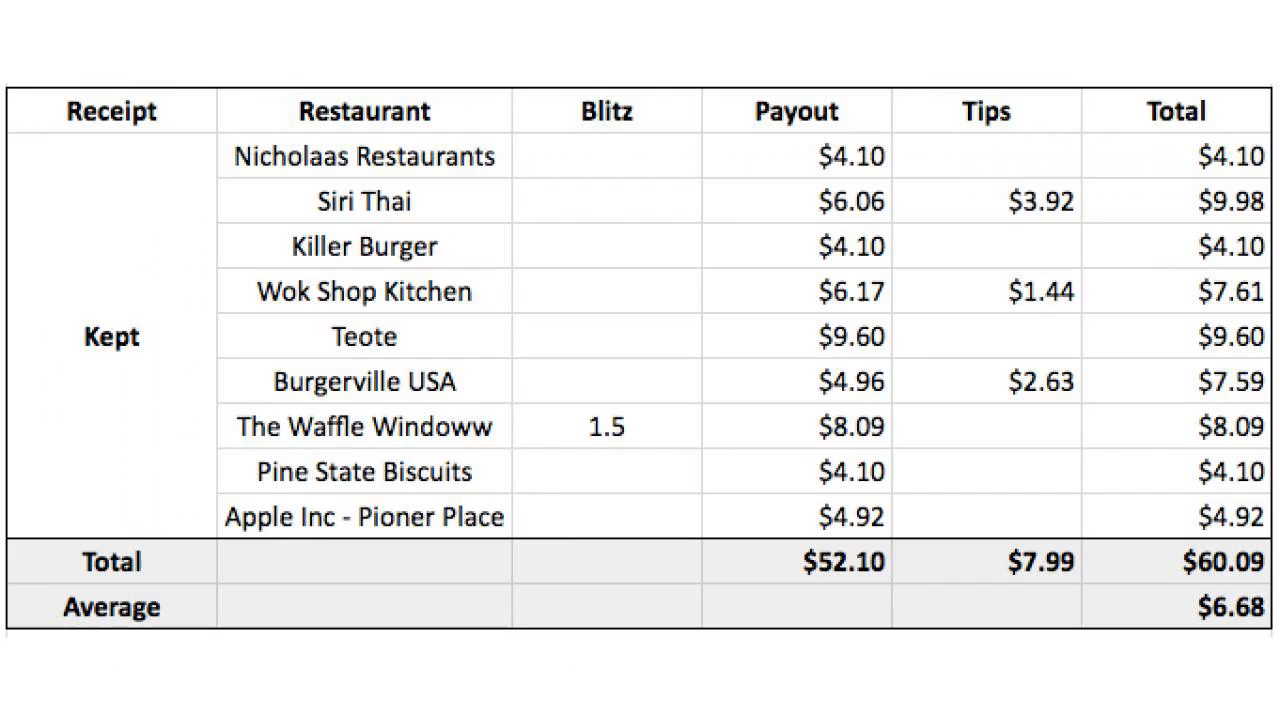 Receipt Restaurant Blitz Payout Tips Total
Nicholaas Restaurants $4.10 $4.10
Siri Thai $6.06 $3.92 $9.98
Killer Burger $4.10 $4.10
Wok Shop Kitchen $6.17 $1.44 $7.61
Kept Teote $9.60 $9.60
Burgerville USA $4.96 $2.63 $7.59
The Waffle Windoww 1.5 $8.09 $8.09
Pine State Biscuits $4.10 $4.10
Apple Inc - Pioner Place $4.92 $4.92
Total $52.10 $7.99 $60.09
Average $6.68